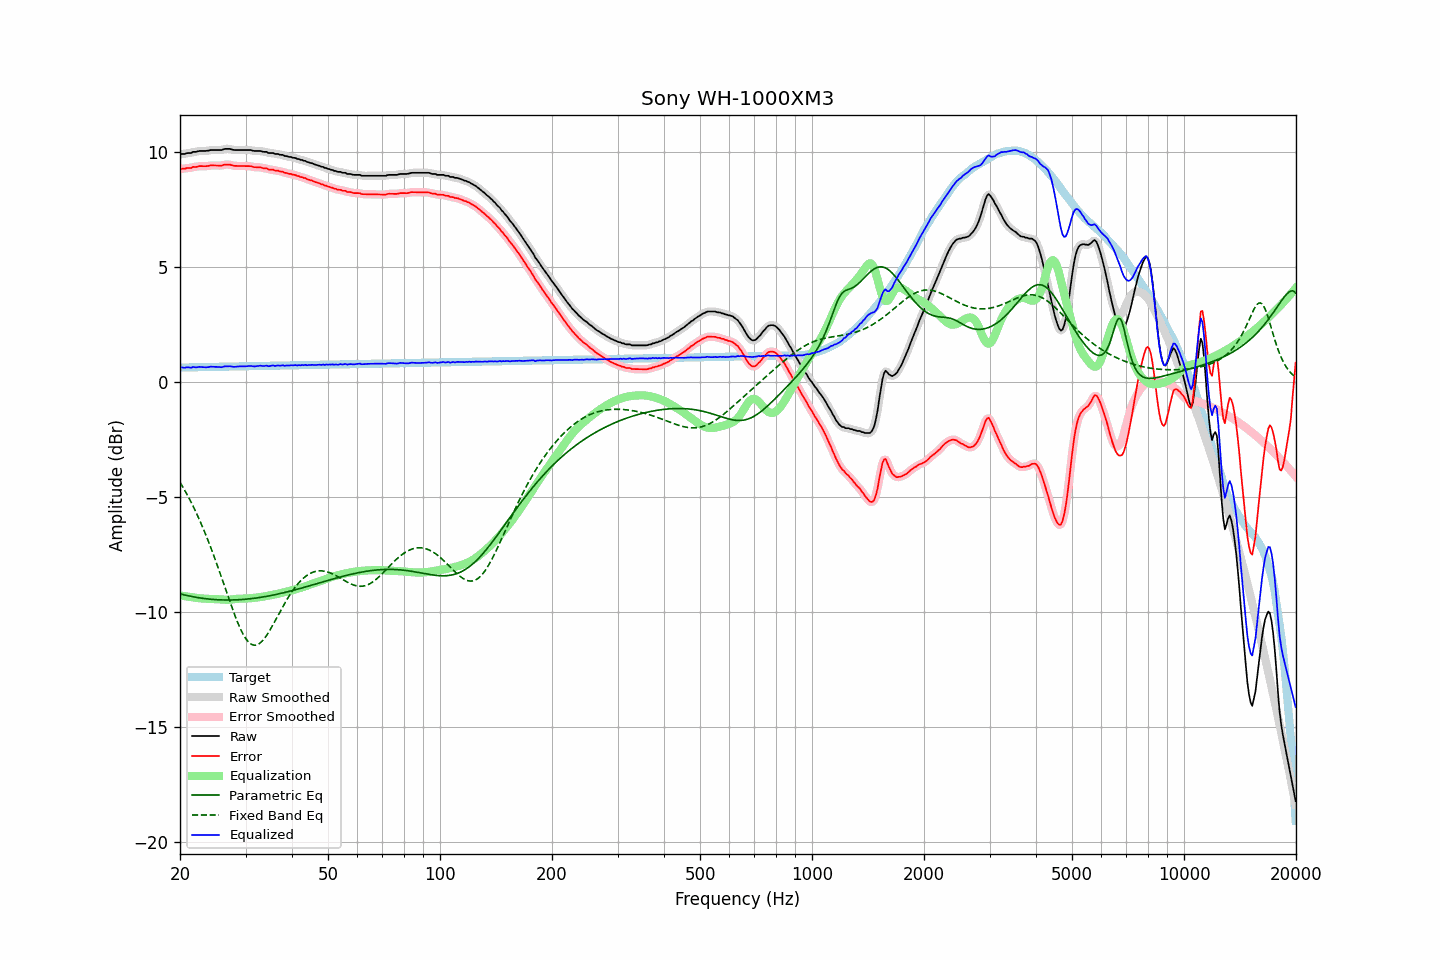 Sony WH-1000XM3
Amplitude (dBr)
10
5
0
−5
−10
−15
−20
Target
Raw Smoothed
Error Smoothed
Raw
Error
Equalization
Parametric Eq
Fixed Band Eq
Equalized
20 50 100 200 500 1000 2000 5000 10000 20000
Frequency (Hz)